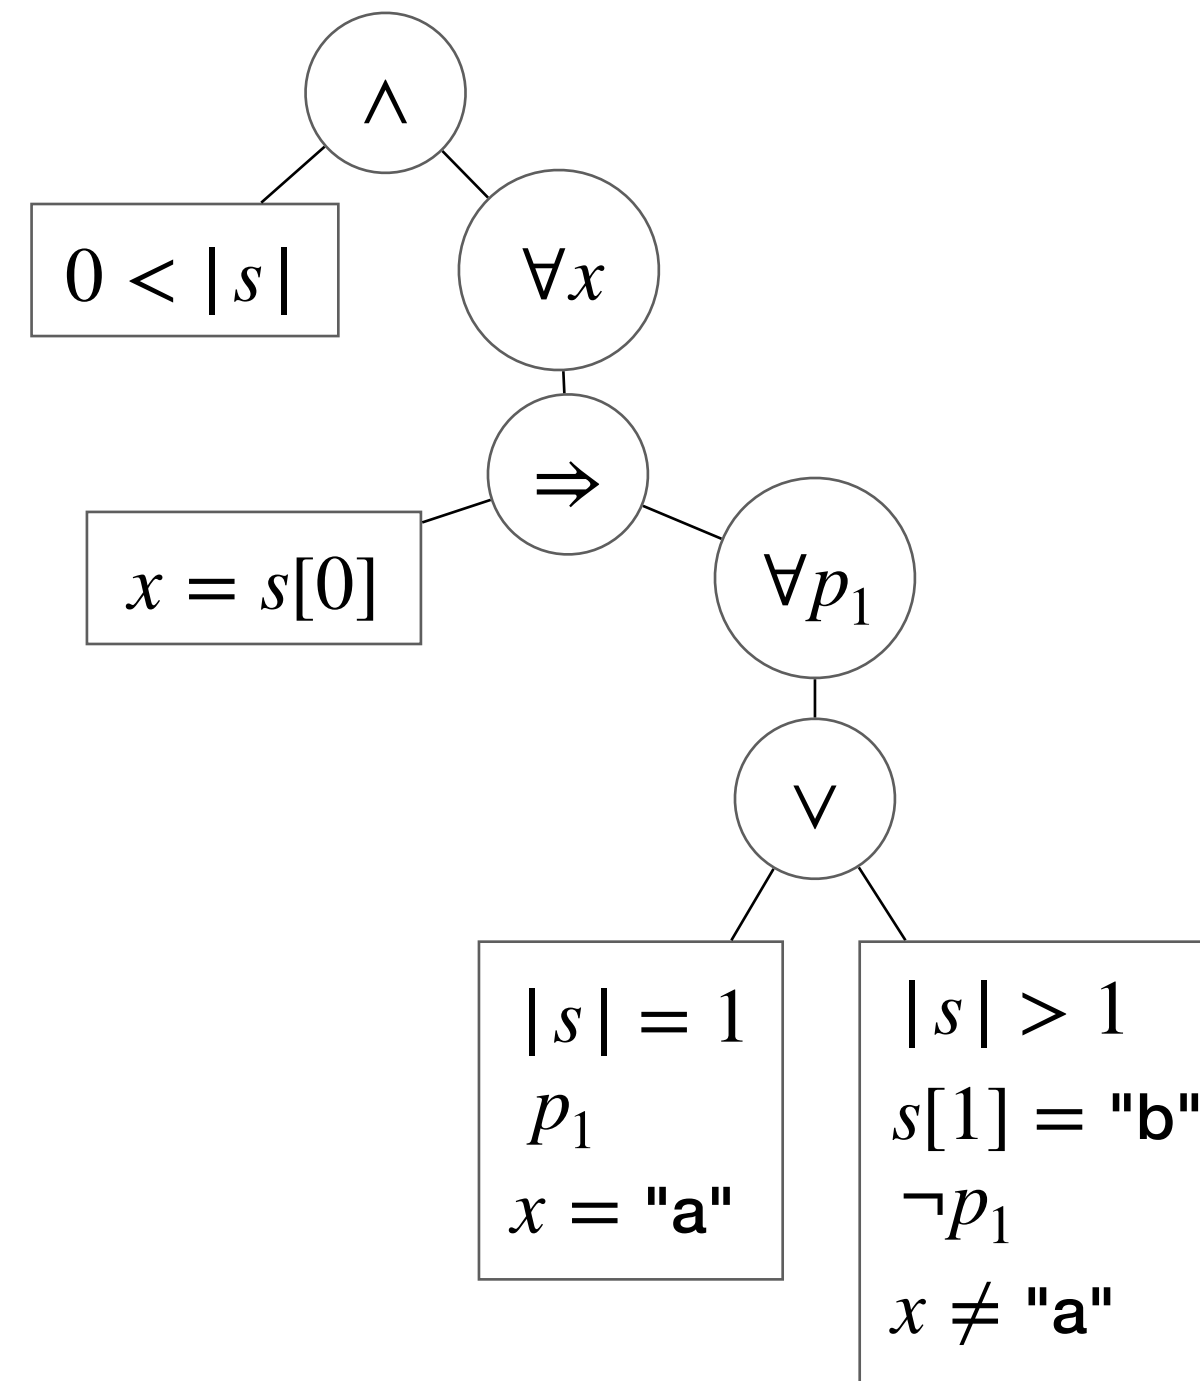 ∧
0 < |s|
∀x
⇒
x = s[0]
∀p₁
∨
|s| = 1
p₁
x = "a"
|s| > 1
s[1] = "b"
¬p₁
x ≠ "a"